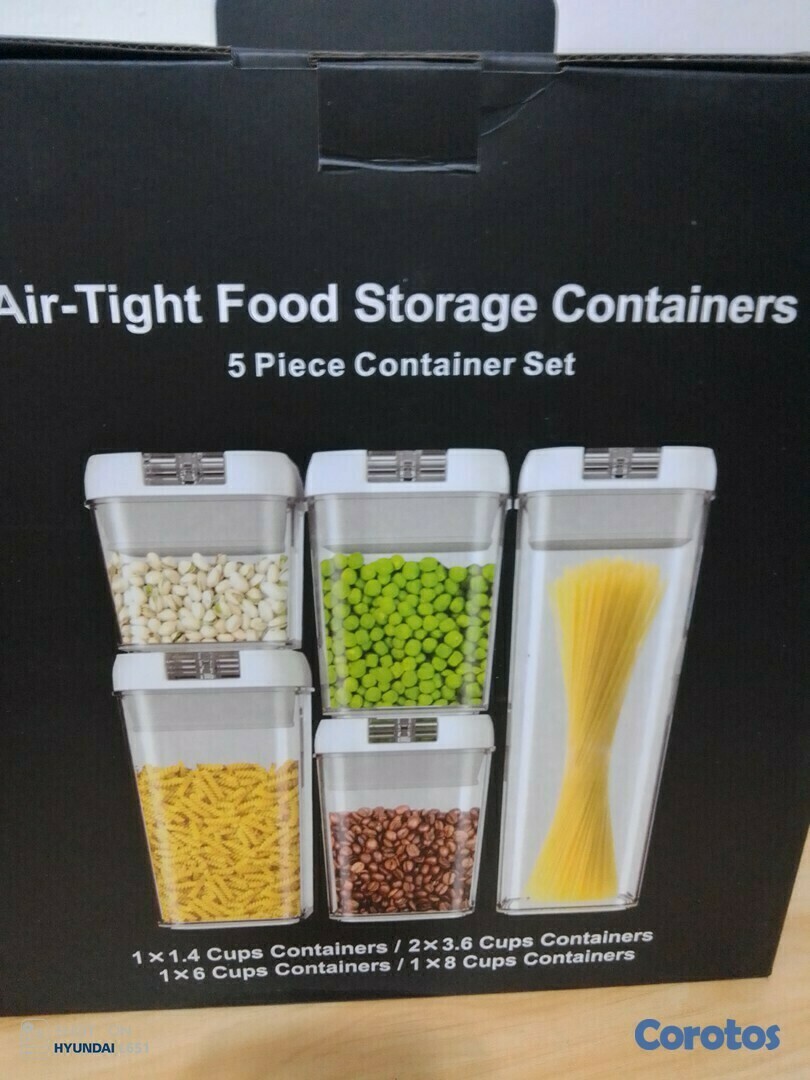 Air-Tight Food Storage Containers
5 Piece Container Set
1×1.4 Cups Containers / 2×3.6 Cups Containers
1×6 Cups Containers / 1×8 Cups Containers
HYUNDAI
Corotos